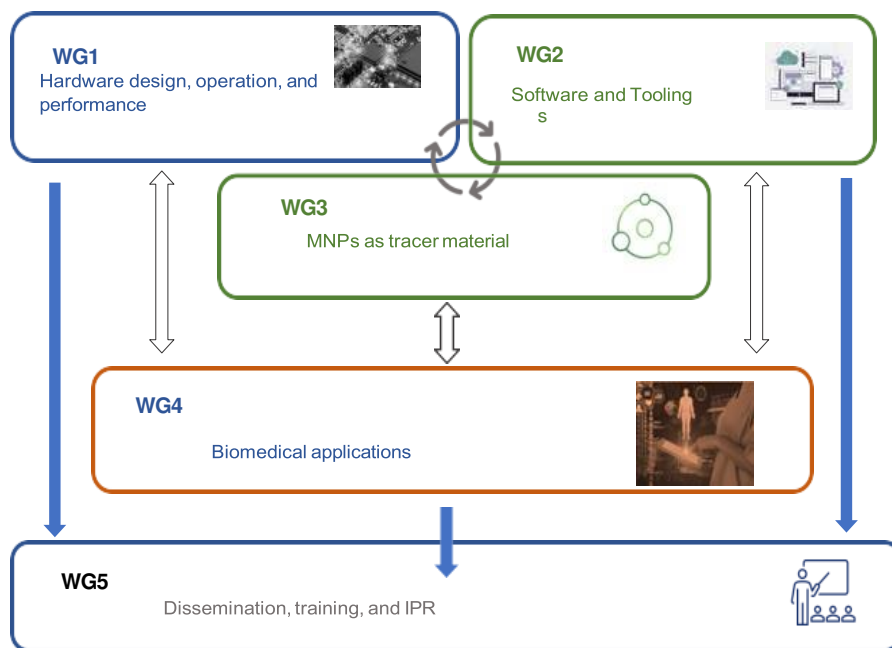 WG1
Hardware design, operation, and
performance
WG2
Software and Tooling
s
WG3
MNPs as tracer material
WG4
Biomedical applications
WG5
Dissemination, training, and IPR